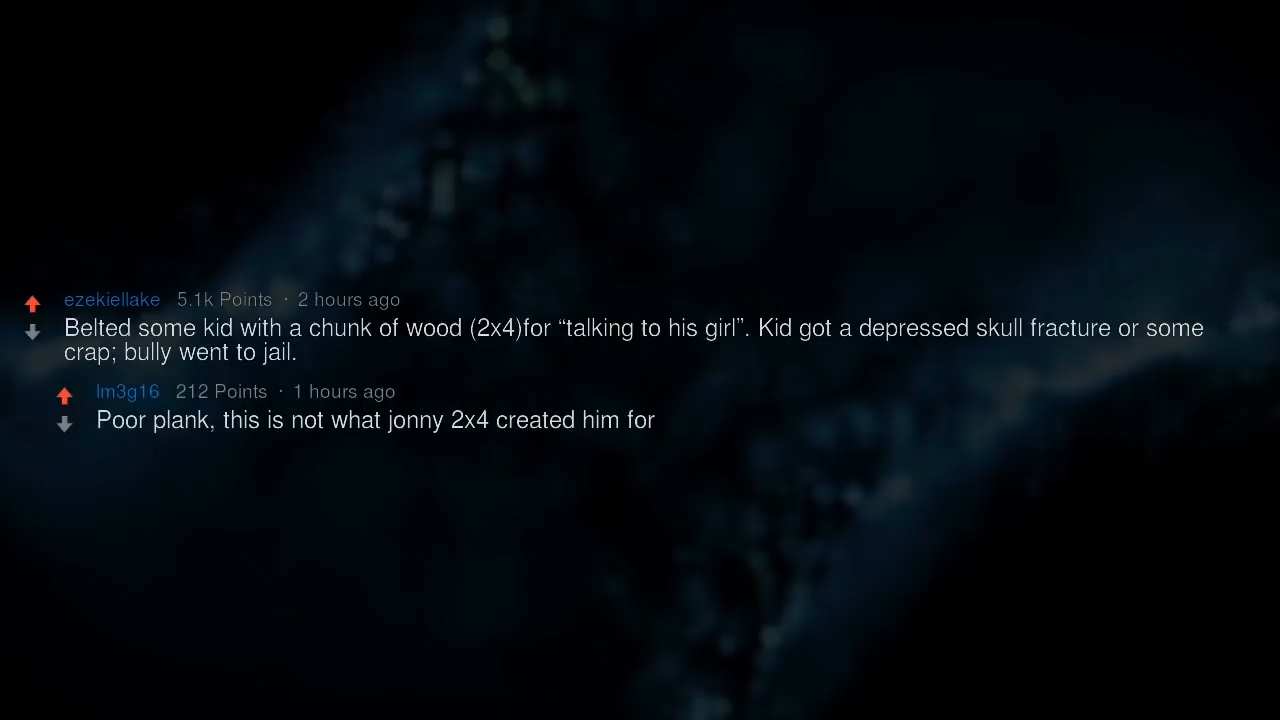 ezekiellake 5.1k Points · 2 hours ago
Belted some kid with a chunk of wood (2x4)for “talking to his girl”. Kid got a depressed skull fracture or some
crap; bully went to jail.
lm3g16 212 Points · 1 hours ago
Poor plank, this is not what jonny 2x4 created him for